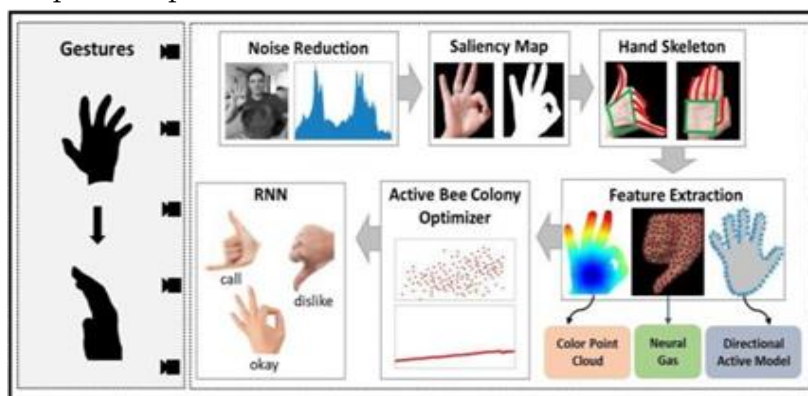 Gestures
Noise Reduction
Saliency Map
Hand Skeleton
RNN
Active Bee Colony
Optimizer
Feature Extraction
call
dislike
okay
Color Point
Cloud
Neural
Gas
Directional
Active Model